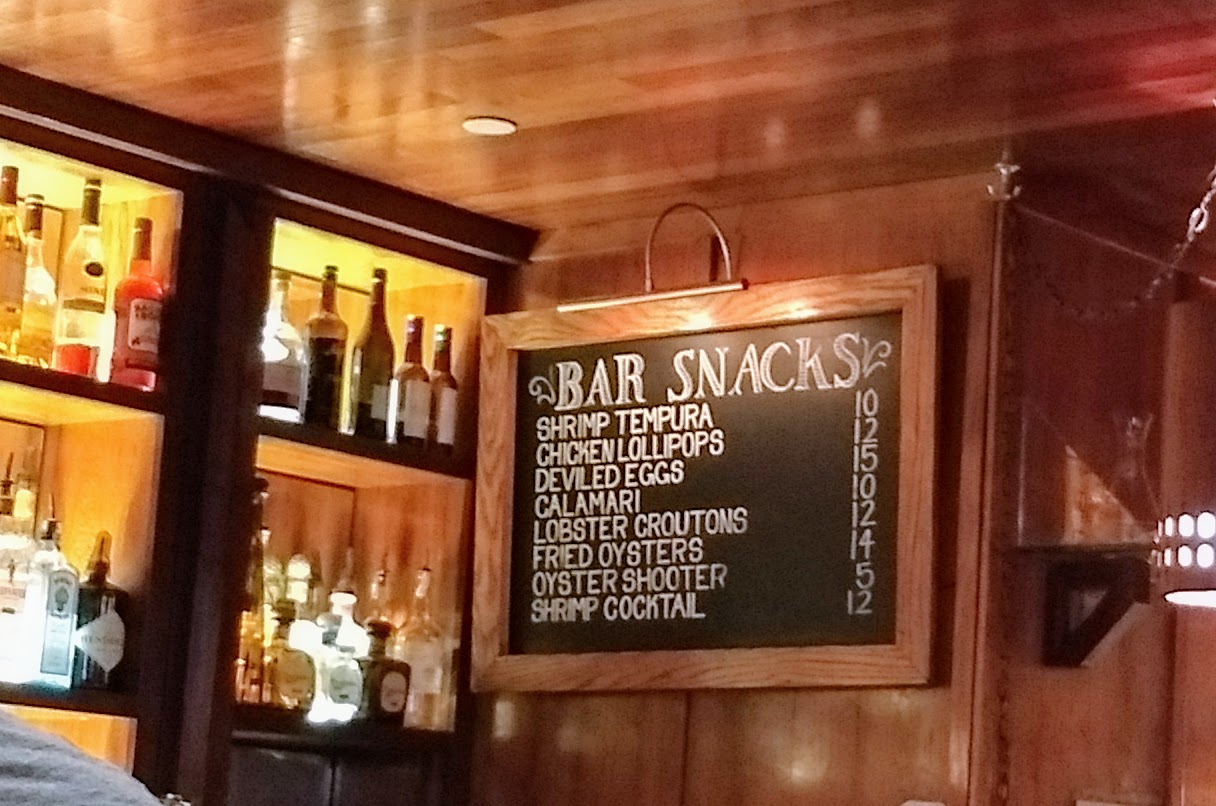 BAR SNACKS
SHRIMP TEMPURA 10
CHICKEN LOLLIPOPS 12
DEVILED EGGS 15
CALAMARI 10
LOBSTER CROUTONS 12
FRIED OYSTERS 14
OYSTER SHOOTER 5
SHRIMP COCKTAIL 12